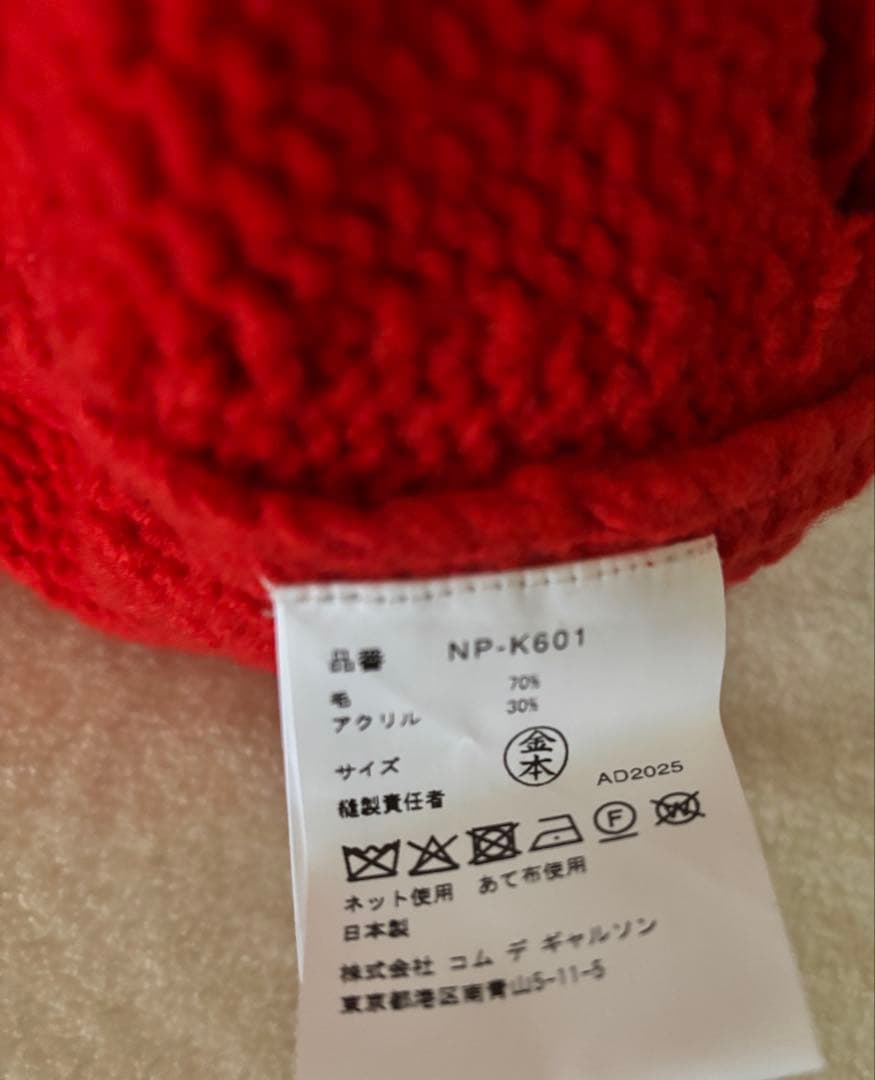 品番 NP-K601
毛 70%
アクリル 30%
サイズ
金本
縫製責任者 AD2025
F W
ネット使用 あて布使用
日本製
株式会社 コム デ ギャルソン
東京都港区南青山5-11-5